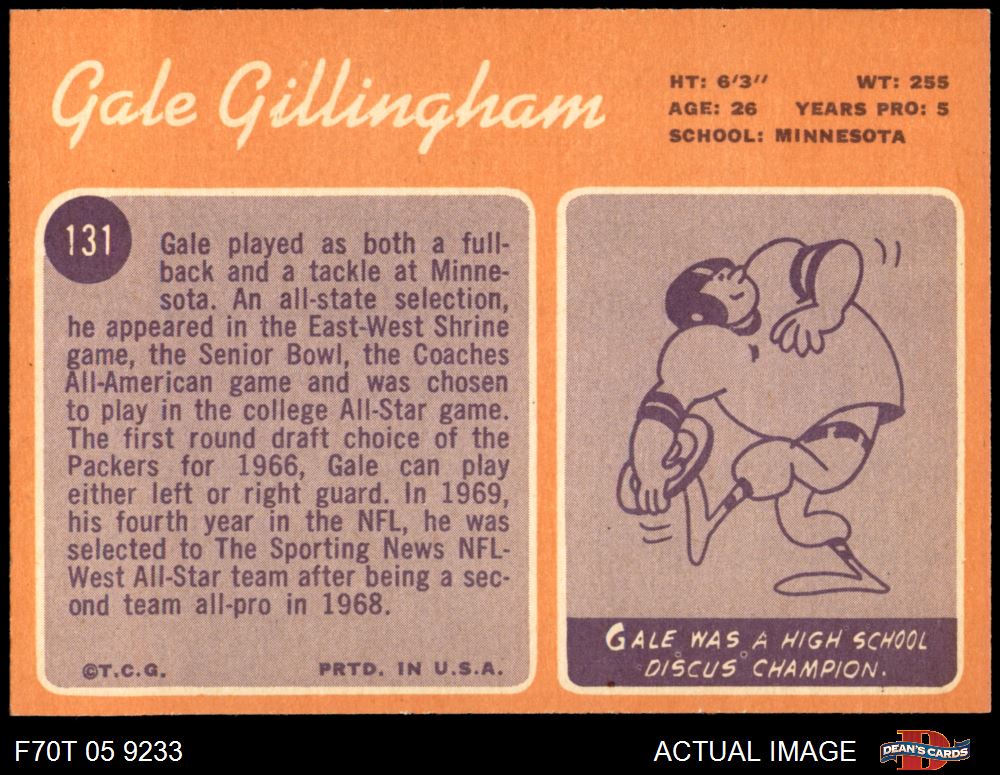 Gale Gillingham
HT: 6'3" WT: 255
AGE: 26 YEARS PRO: 5
SCHOOL: MINNESOTA
131
Gale played as both a full-
back and a tackle at Minne-
sota. An all-state selection,
he appeared in the East-West Shrine
game, the Senior Bowl, the Coaches
All-American game and was chosen
to play in the college All-Star game.
The first round draft choice of the
Packers for 1966, Gale can play
either left or right guard. In 1969,
his fourth year in the NFL, he was
selected to The Sporting News NFL-
West All-Star team after being a sec-
ond team all-pro in 1968.
©T.C.G. PRTD. IN U.S.A.
GALE WAS A HIGH SCHOOL
DISCUS CHAMPION.
F70T 05 9233 ACTUAL IMAGE
D
DEAN'S CARDS